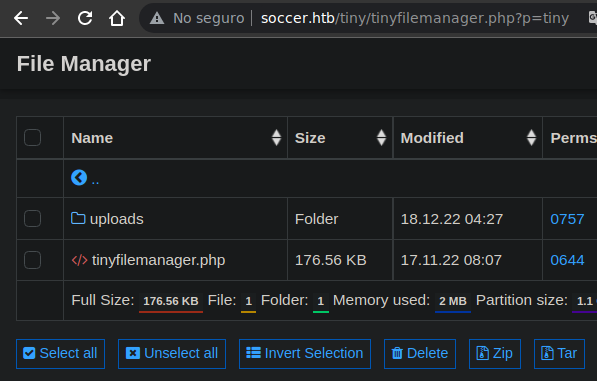 No seguro | soccer.htb/tiny/tinyfilemanager.php?p=tiny
File Manager
Name Size Modified Perms
..
uploads Folder 18.12.22 04:27 0757
tinyfilemanager.php 176.56 KB 17.11.22 08:07 0644
Full Size: 176.56 KB File: 1 Folder: 1 Memory used: 2 MB Partition size: 1.1
Select all Unselect all Invert Selection Delete Zip Tar